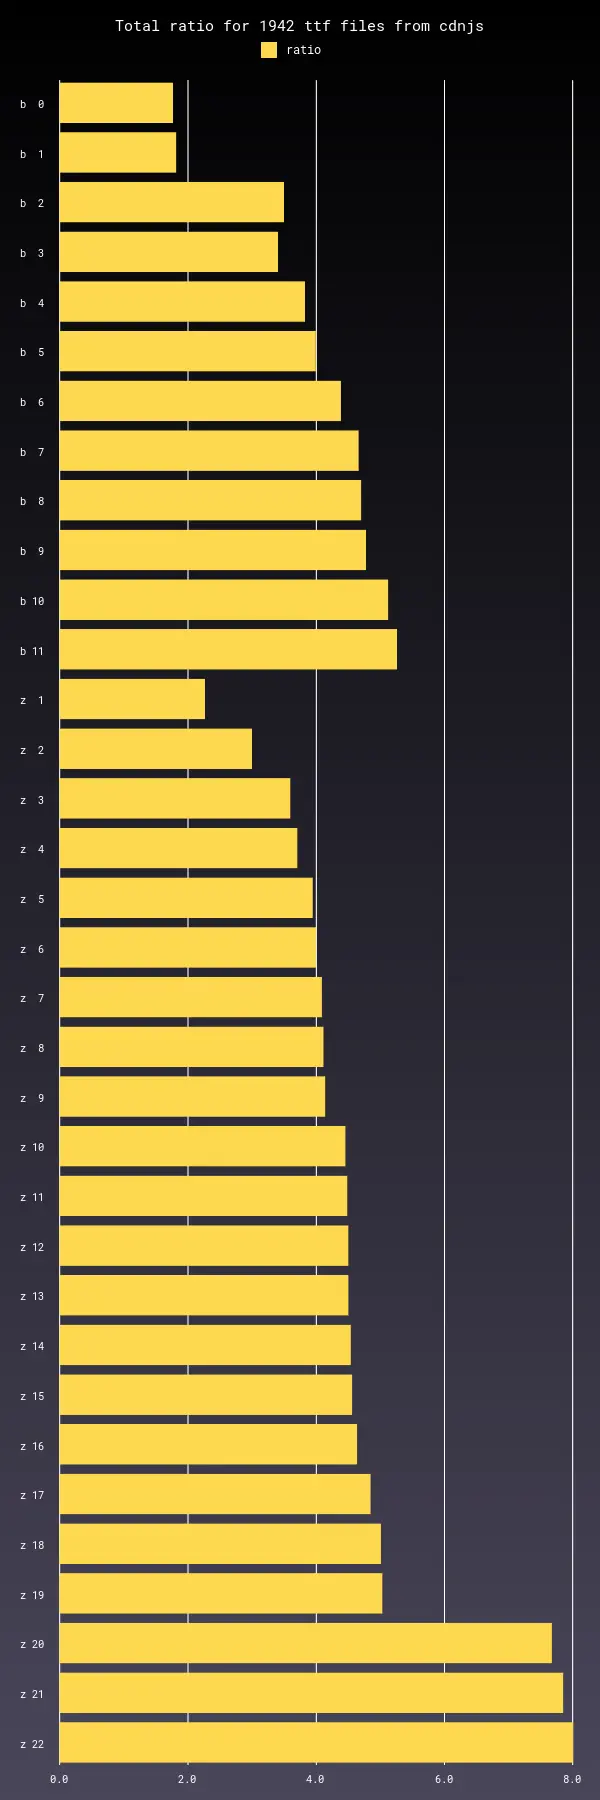 Total ratio for 1942 ttf files from cdnjs
ratio
b 0
b 1
b 2
b 3
b 4
b 5
b 6
b 7
b 8
b 9
b 10
b 11
z 1
z 2
z 3
z 4
z 5
z 6
z 7
z 8
z 9
z 10
z 11
z 12
z 13
z 14
z 15
z 16
z 17
z 18
z 19
z 20
z 21
z 22
0.0 2.0 4.0 6.0 8.0